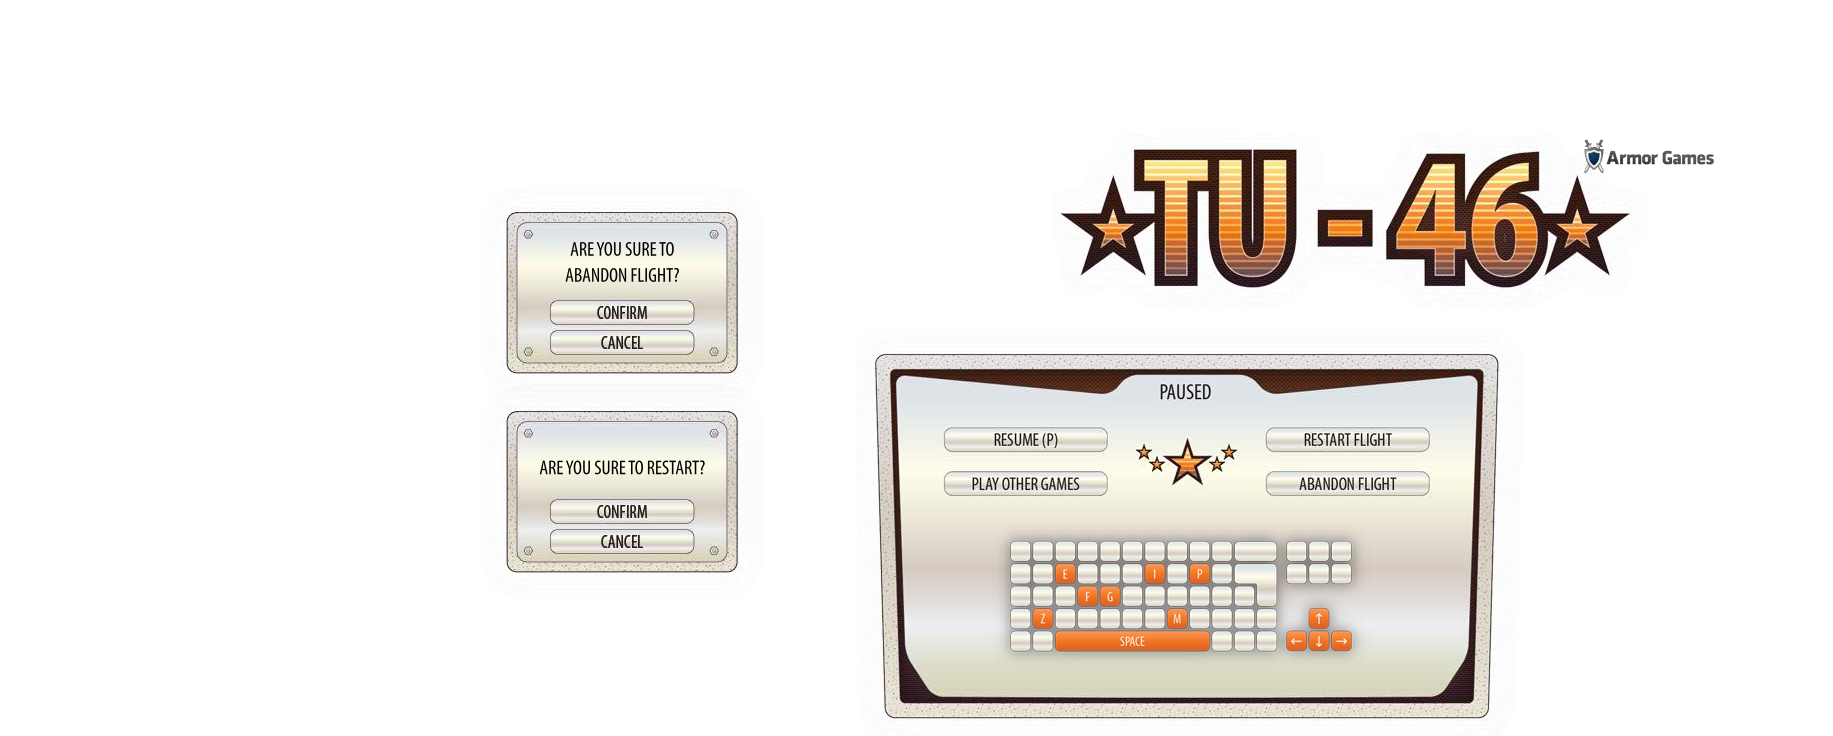 TU - 46
Armor Games
ARE YOU SURE TO
ABANDON FLIGHT?
CONFIRM
CANCEL
ARE YOU SURE TO RESTART?
CONFIRM
CANCEL
PAUSED
RESUME (P)
RESTART FLIGHT
PLAY OTHER GAMES
ABANDON FLIGHT
E I P
F G
Z M ↑
SPACE ← ↓ →